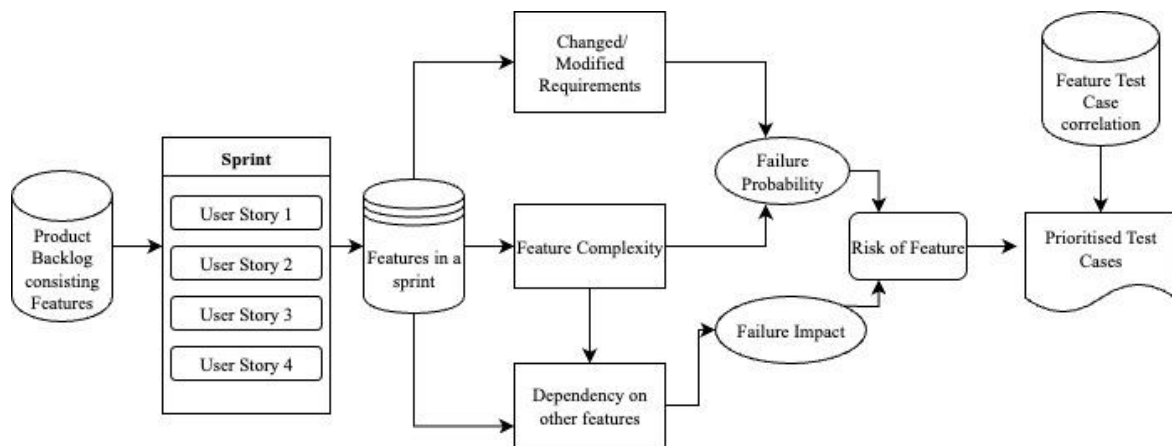 Product
Backlog
consisting
Features
Sprint
User Story 1
User Story 2
User Story 3
User Story 4
Features in a
sprint
Changed/
Modified
Requirements
Feature Complexity
Dependency on
other features
Failure
Probability
Failure Impact
Risk of Feature
Feature Test
Case
correlation
Prioritised Test
Cases